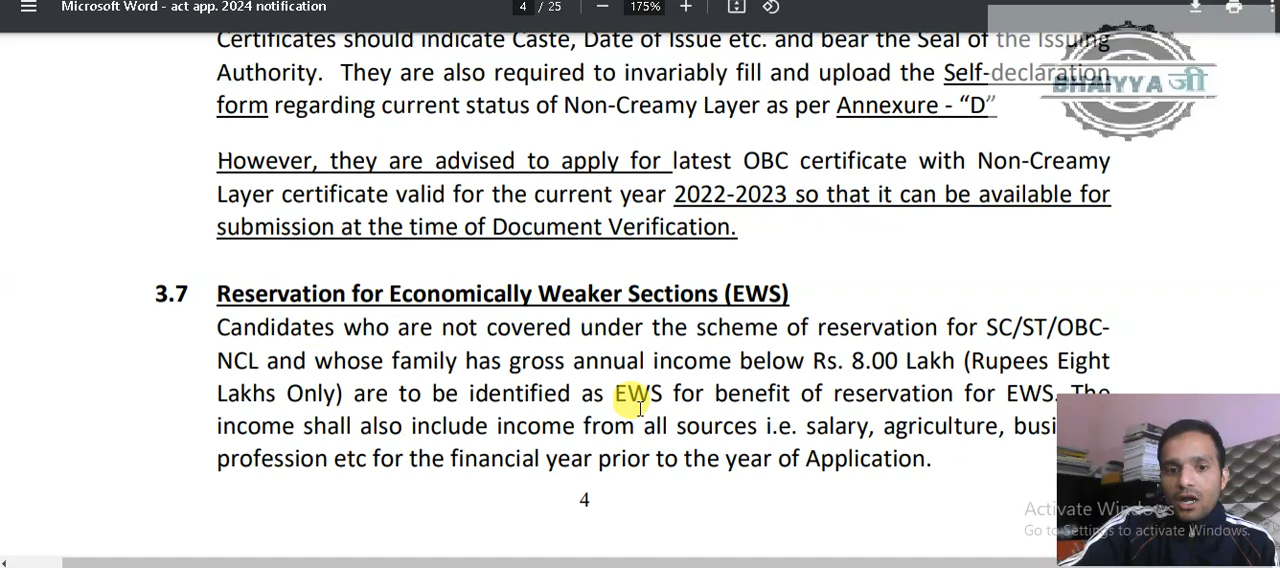 Microsoft Word - act app. 2024 notification
4 / 25
175%
Certificates should indicate Caste, Date of Issue etc. and bear the Seal of the Issuing
Authority. They are also required to invariably fill and upload the Self-declaration
form regarding current status of Non-Creamy Layer as per Annexure - “D”
BHAIYYA जी
However, they are advised to apply for latest OBC certificate with Non-Creamy
Layer certificate valid for the current year 2022-2023 so that it can be available for
submission at the time of Document Verification.
3.7 Reservation for Economically Weaker Sections (EWS)
Candidates who are not covered under the scheme of reservation for SC/ST/OBC-
NCL and whose family has gross annual income below Rs. 8.00 Lakh (Rupees Eight
Lakhs Only) are to be identified as EWS for benefit of reservation for EWS. The
income shall also include income from all sources i.e. salary, agriculture, busi
profession etc for the financial year prior to the year of Application.
4
Activate Windows
Go to Settings to activate Windows.